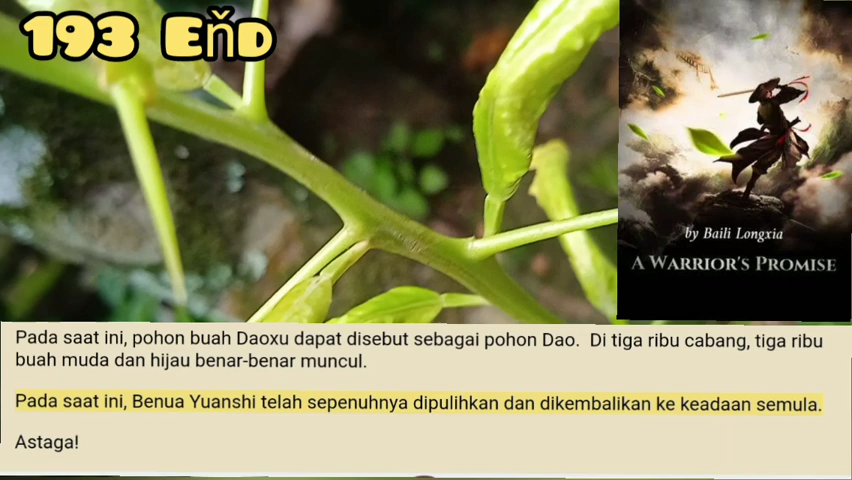 193 Eňd
by Baili Longxia
A Warrior's Promise
Pada saat ini, pohon buah Daoxu dapat disebut sebagai pohon Dao. Di tiga ribu cabang, tiga ribu
buah muda dan hijau benar-benar muncul.
Pada saat ini, Benua Yuanshi telah sepenuhnya dipulihkan dan dikembalikan ke keadaan semula.
Astaga!